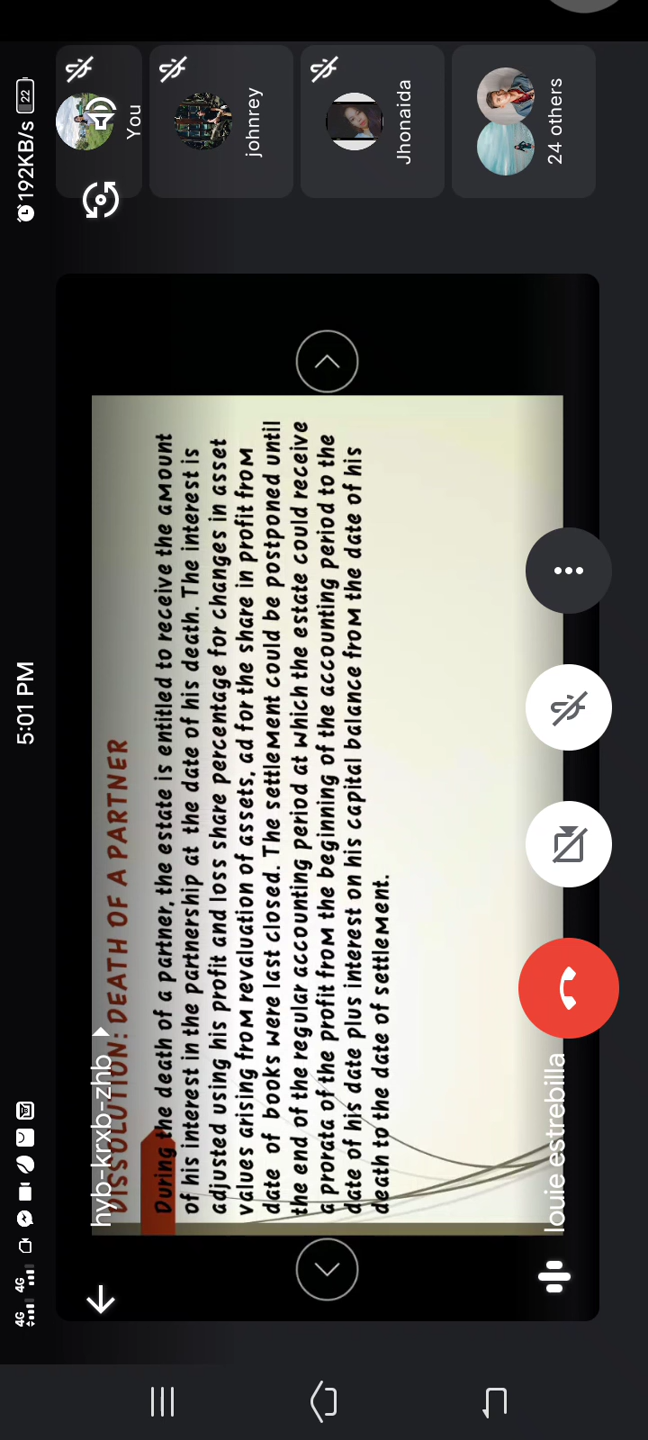 4G 4G
5:01 PM
192KB/s 22
hyb-krxb-zhb
DISSOLUTION: DEATH OF A PARTNER
During the death of a partner, the estate is entitled to receive the amount
of his interest in the partnership at the date of his death. The interest is
adjusted using his profit and loss share percentage for changes in asset
values arising from revaluation of assets, ad for the share in profit from
date of books were last closed. The settlement could be postponed until
the end of the regular accounting period at which the estate could receive
a prorata of the profit from the beginning of the accounting period to the
date of his date plus interest on his capital balance from the date of his
death to the date of settlement.
louie estrebilla
You
johnrey
Jhonaida
24 others